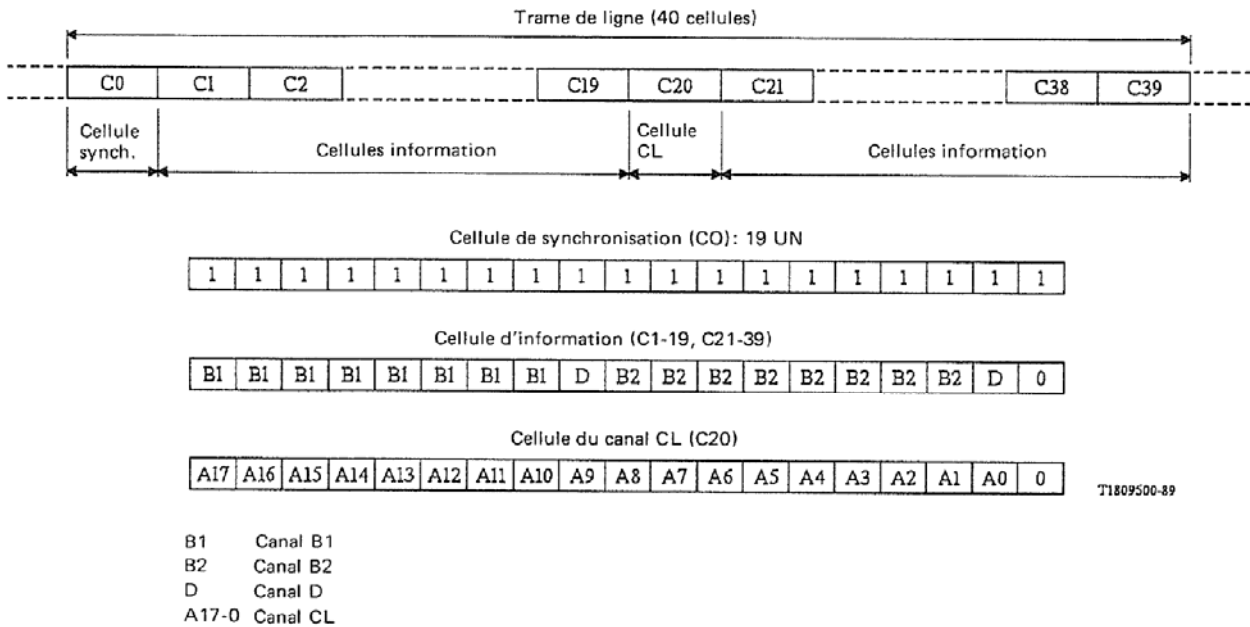 Trame de ligne (40 cellules)
C0 C1 C2 C19 C20 C21 C38 C39
Cellule synch.
Cellules information
Cellule CL
Cellules information
Cellule de synchronisation (CO): 19 UN
1 1 1 1 1 1 1 1 1 1 1 1 1 1 1 1 1 1 1
Cellule d'information (C1-19, C21-39)
B1 B1 B1 B1 B1 B1 B1 B1 D B2 B2 B2 B2 B2 B2 B2 B2 D 0
Cellule du canal CL (C20)
A17 A16 A15 A14 A13 A12 A11 A10 A9 A8 A7 A6 A5 A4 A3 A2 A1 A0 0
T1809500-89
B1 Canal B1
B2 Canal B2
D Canal D
A17-0 Canal CL